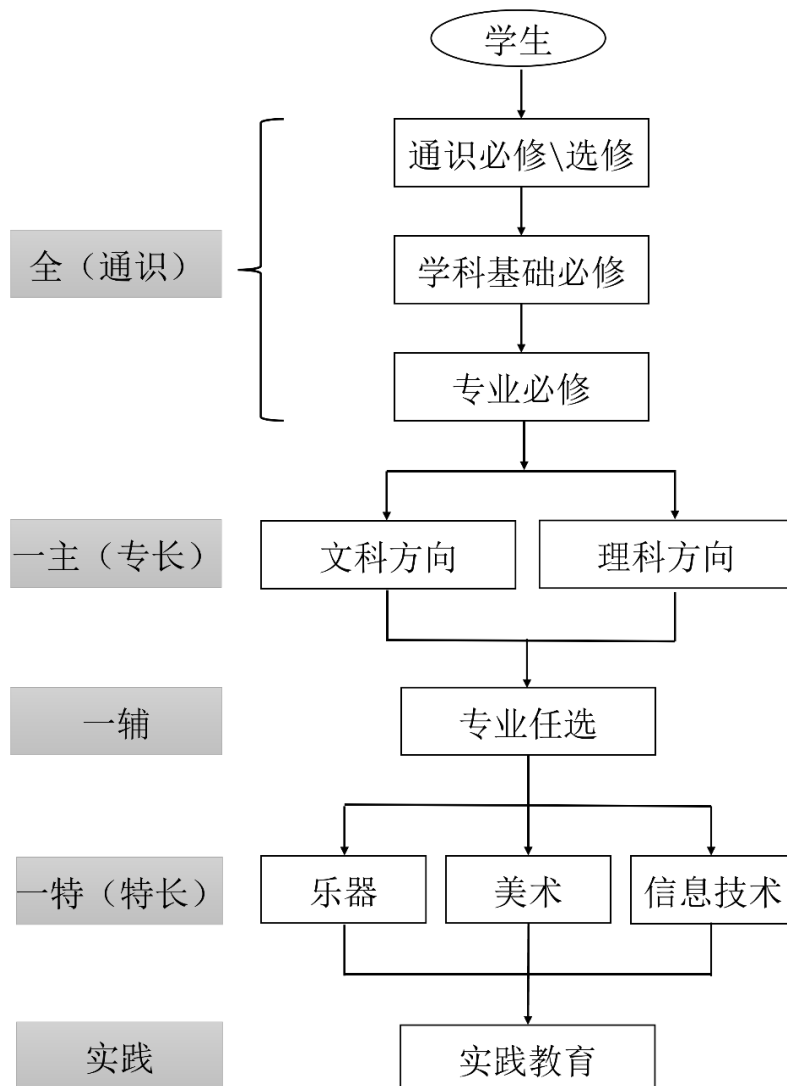 学生
通识必修\选修
全（通识）
学科基础必修
专业必修
一主（专长）
文科方向
理科方向
一辅
专业任选
一特（特长）
乐器
美术
信息技术
实践
实践教育